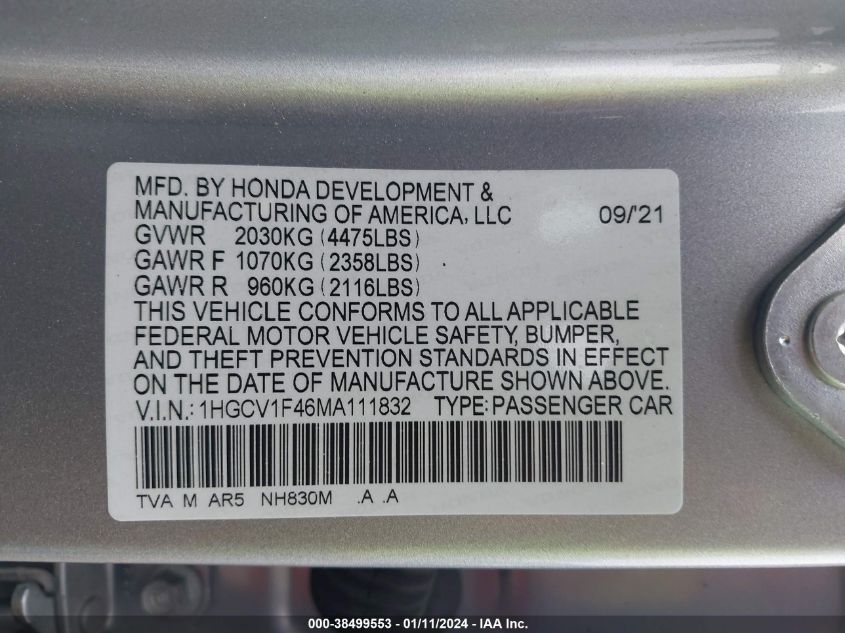 MFD. BY HONDA DEVELOPMENT &
MANUFACTURING OF AMERICA, LLC 09/'21
GVWR 2030KG (4475LBS)
GAWR F 1070KG (2358LBS)
GAWR R 960KG (2116LBS)
THIS VEHICLE CONFORMS TO ALL APPLICABLE
FEDERAL MOTOR VEHICLE SAFETY, BUMPER,
AND THEFT PREVENTION STANDARDS IN EFFECT
ON THE DATE OF MANUFACTURE SHOWN ABOVE.
V.I.N.: 1HGCV1F46MA111832 TYPE: PASSENGER CAR
TVA M AR5 NH830M .A .A
000-38499553 - 01/11/2024 - IAA Inc.